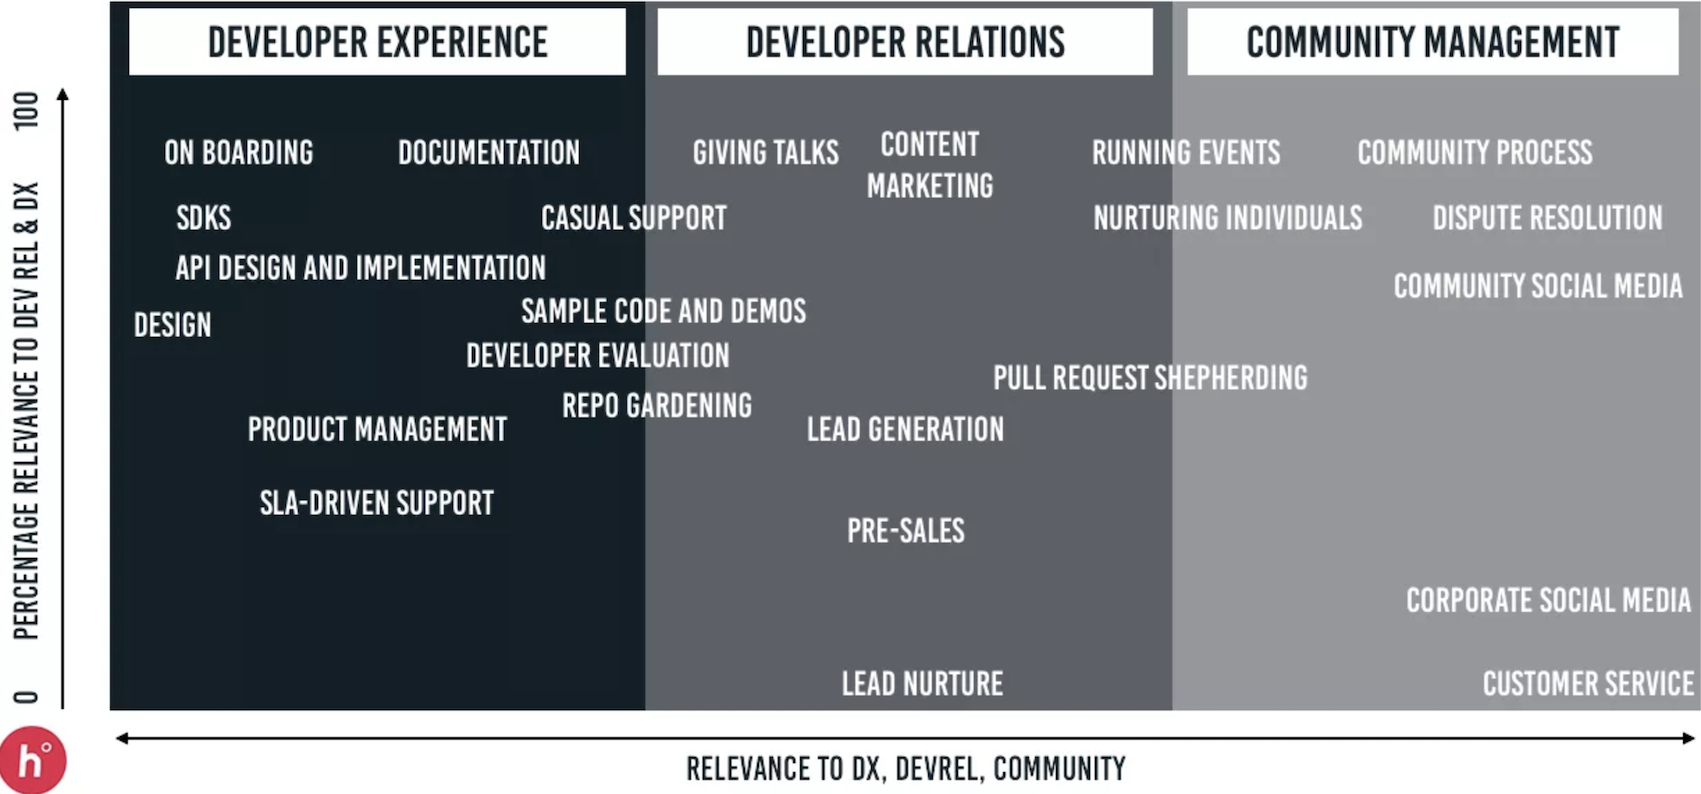 DEVELOPER EXPERIENCE
DEVELOPER RELATIONS
COMMUNITY MANAGEMENT
100
PERCENTAGE RELEVANCE TO DEV REL & DX
0
ON BOARDING
DOCUMENTATION
GIVING TALKS
CONTENT
MARKETING
RUNNING EVENTS
COMMUNITY PROCESS
SDKS
CASUAL SUPPORT
NURTURING INDIVIDUALS
DISPUTE RESOLUTION
API DESIGN AND IMPLEMENTATION
COMMUNITY SOCIAL MEDIA
SAMPLE CODE AND DEMOS
DESIGN
DEVELOPER EVALUATION
PULL REQUEST SHEPHERDING
REPO GARDENING
PRODUCT MANAGEMENT
LEAD GENERATION
SLA-DRIVEN SUPPORT
PRE-SALES
CORPORATE SOCIAL MEDIA
LEAD NURTURE
CUSTOMER SERVICE
h°
RELEVANCE TO DX, DEVREL, COMMUNITY